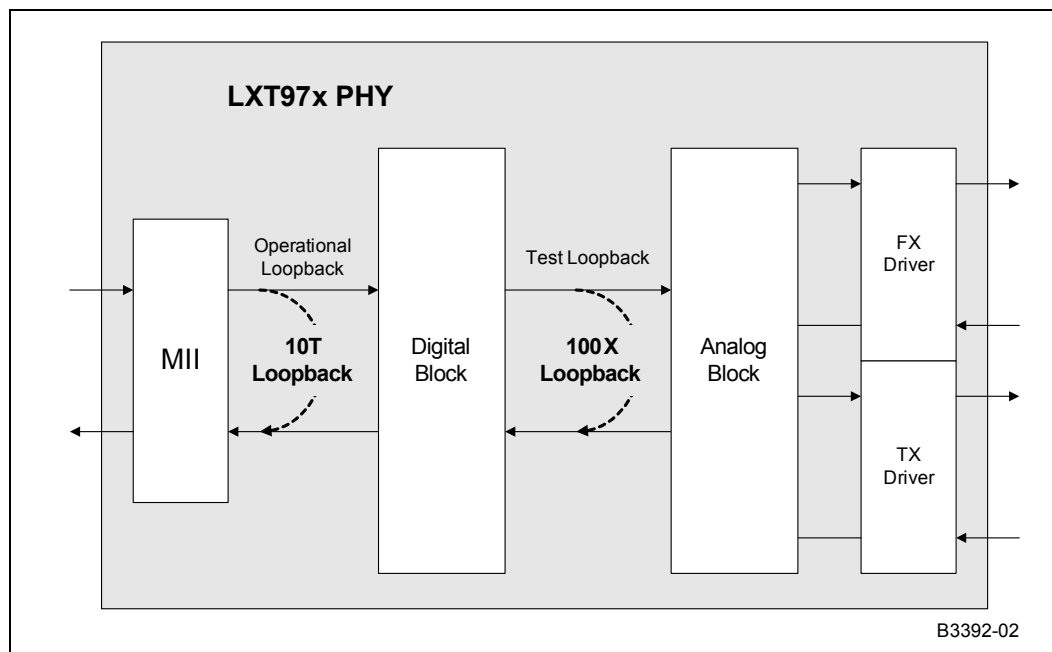 LXT97x PHY
Operational
Loopback
Test Loopback
MII
10T
Loopback
Digital
Block
100X
Loopback
Analog
Block
FX
Driver
TX
Driver
B3392-02